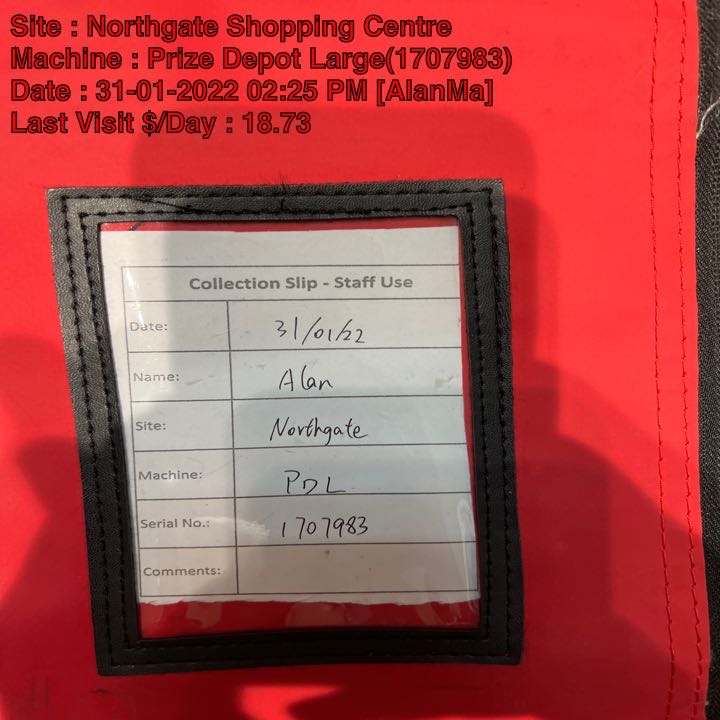 Site : Northgate Shopping Centre
Machine : Prize Depot Large(1707983)
Date : 31-01-2022 02:25 PM [AlanMa]
Last Visit $/Day : 18.73
Collection Slip - Staff Use
Date: 31/01/22
Name: Alan
Site: Northgate
Machine: PDL
Serial No.: 1707983
Comments: